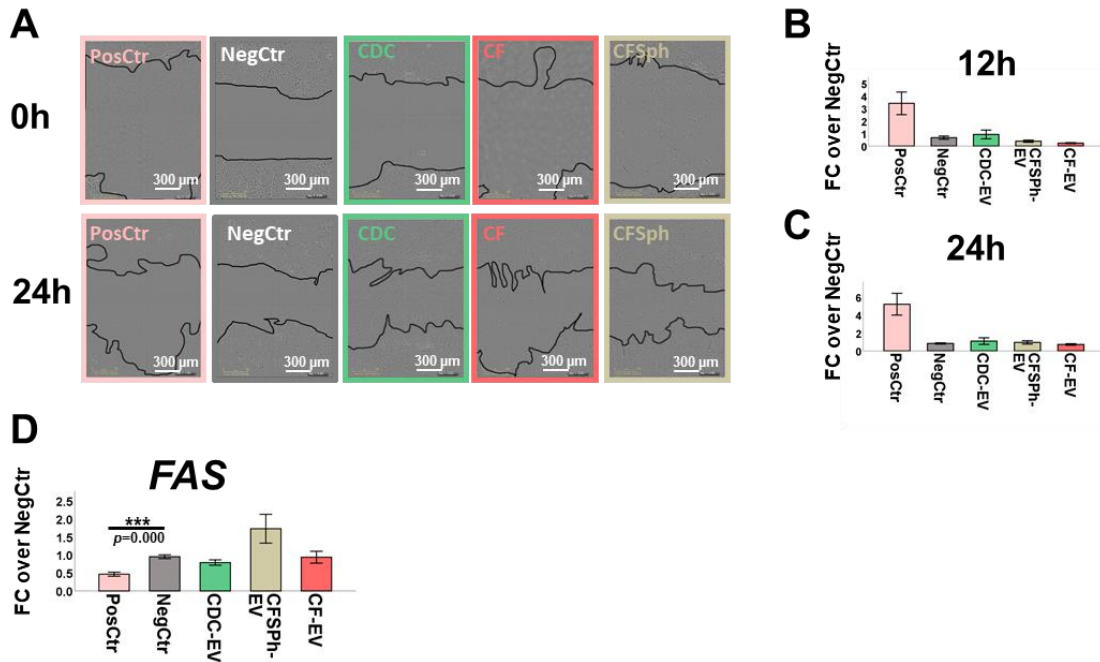 A
PosCtr
NegCtr
CDC
CF
CFSph
0h
300 µm
300 µm
300 µm
300 µm
300 µm
PosCtr
NegCtr
CDC
CF
CFSph
24h
300 µm
300 µm
300 µm
300 µm
300 µm
B
12h
FC over NegCtr
5
4
3
2
1
0
PosCtr
NegCtr
CDC-EV
CFSPh-
EV
CF-EV
C
24h
FC over NegCtr
6
4
2
0
PosCtr
NegCtr
CDC-EV
CFSPh-
EV
CF-EV
D
FAS
FC over NegCtr
2.5
2.0
1.5
1.0
0.5
0.0
***
p=0.000
PosCtr
NegCtr
CDC-EV
CFSPh-
EV
CF-EV